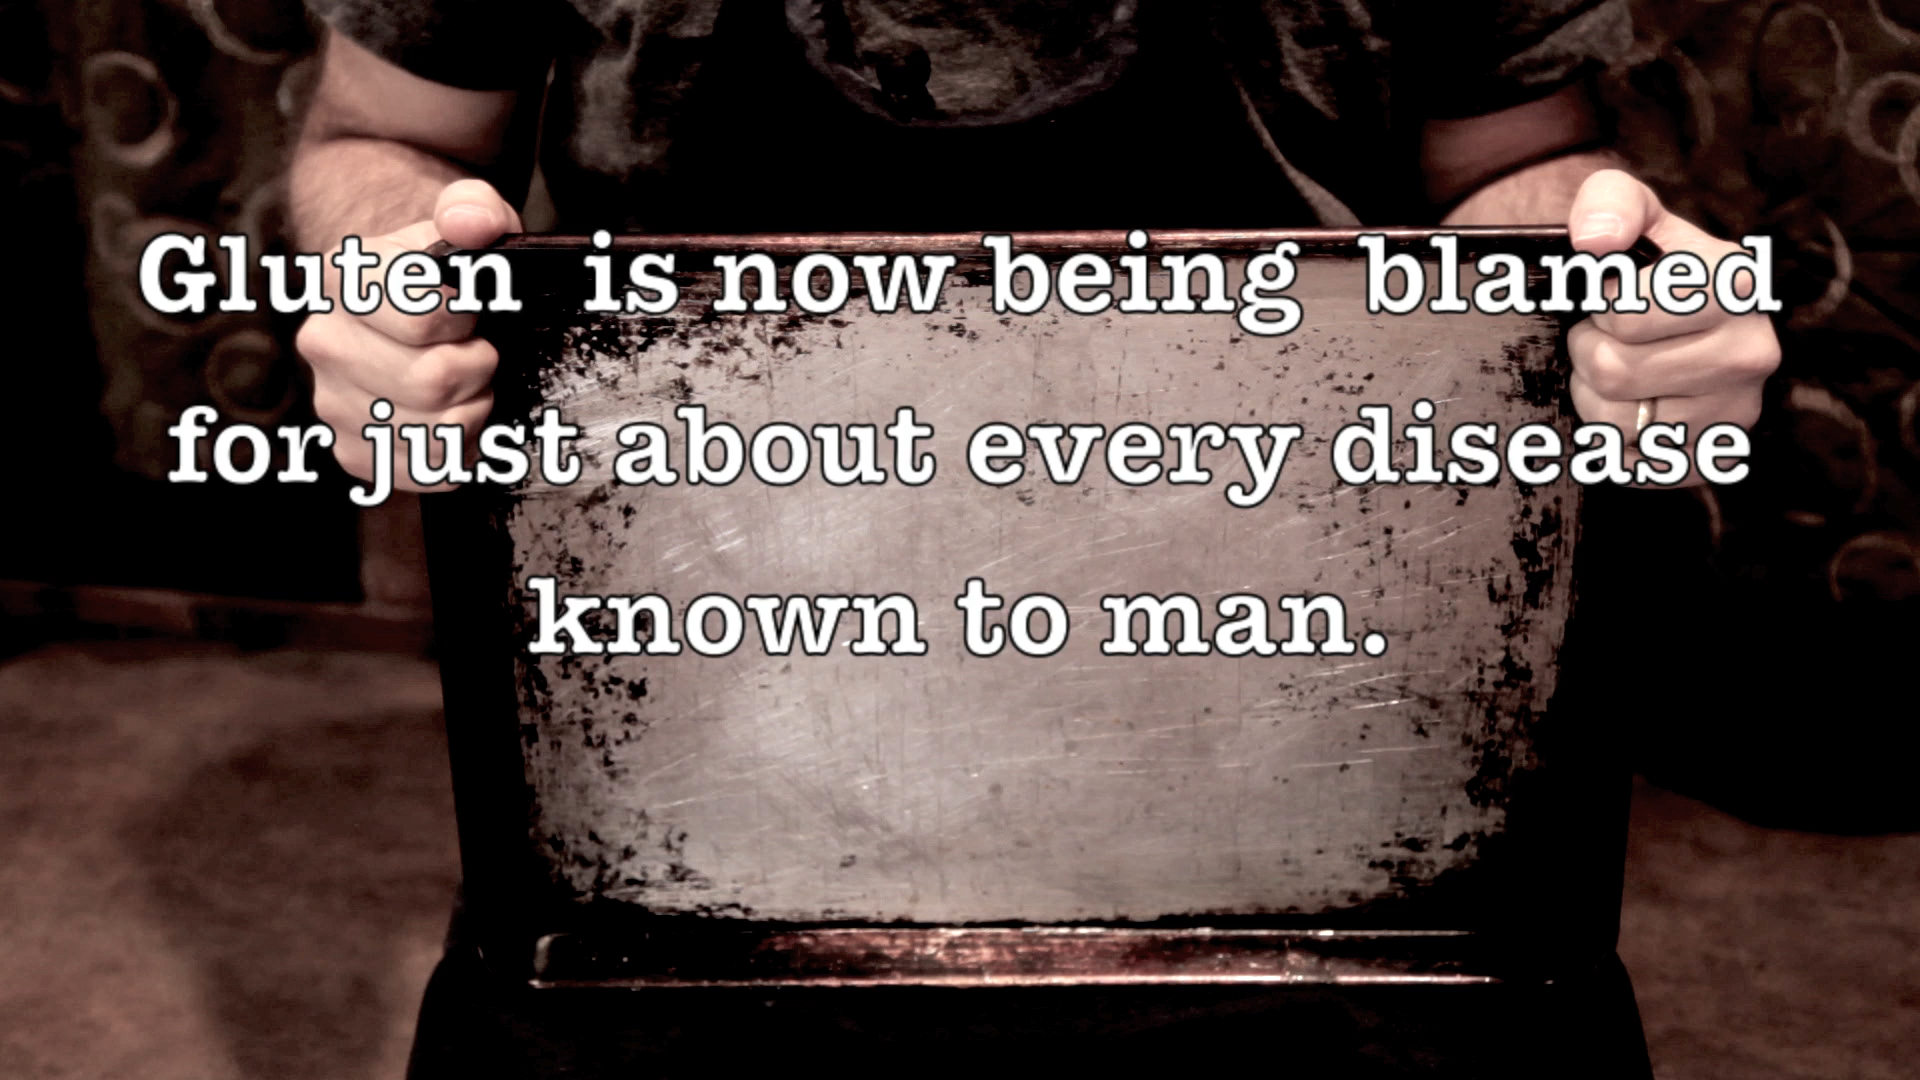 Gluten is now being blamed
for just about every disease
known to man.